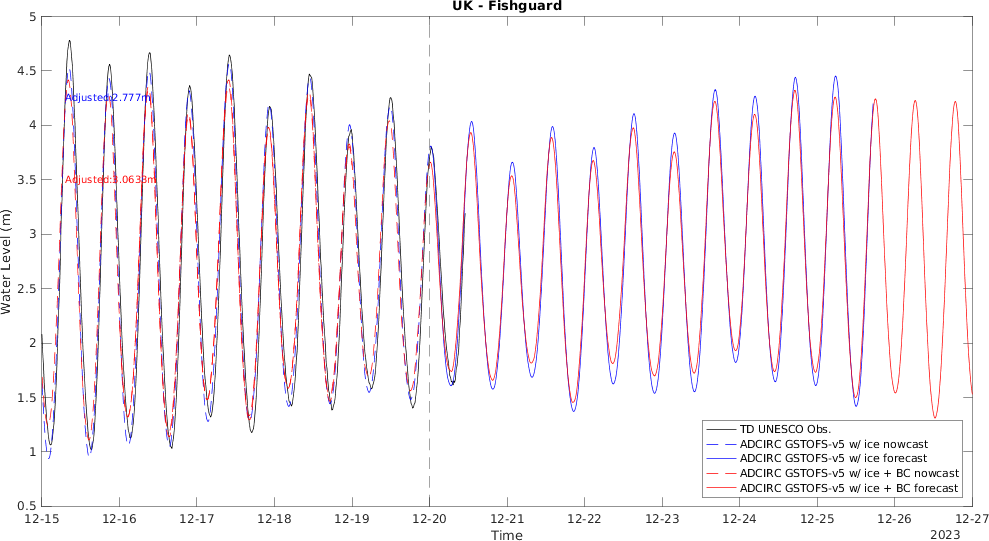 UK - Fishguard
5
4.5
4
3.5
3
2.5
2
1.5
1
0.5
Water Level (m)
Adjusted:2.777m
Adjusted:3.0633m
TD UNESCO Obs.
ADCIRC GSTOFS-v5 w/ ice nowcast
ADCIRC GSTOFS-v5 w/ ice forecast
ADCIRC GSTOFS-v5 w/ ice + BC nowcast
ADCIRC GSTOFS-v5 w/ ice + BC forecast
12-15 12-16 12-17 12-18 12-19 12-20 12-21 12-22 12-23 12-24 12-25 12-26 12-27
Time
2023